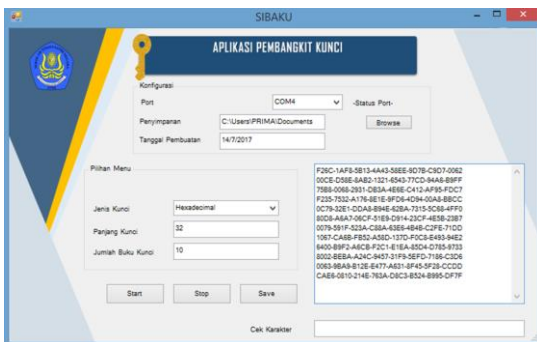 SIBAKU
APLIKASI PEMBANGKIT KUNCI
Konfigurasi
Port
COM4
-Status Port-
Penyimpanan
C:\Users\PRIMA\Documents
Browse
Tanggal Pembuatan
14/7/2017
Pilihan Menu
Jenis Kunci
Hexadecimal
Panjang Kunci
32
Jumlah Buku Kunci
10
Start
Stop
Save
F26C-1AF8-5B13-4A43-58EE-9D7B-C9D7-0062
00CE-D58E-8AB2-1321-6543-77CD-94A6-B9FF
75B8-0068-2931-DB3A-4E6E-C412-AF95-FDC7
F235-7532-A176-8E1E-9FD6-4D94-00A8-BBCC
0C79-32E1-DDA8-894E-62BA-7315-5C68-4FF0
80D8-A6A7-06CF-51E9-D914-23CF-4E5B-23B7
0079-591F-523A-C88A-63E6-4B4B-C2FE-71DD
1067-CA6B-FB52-A58D-137D-F0C8-E493-94E2
6400-B9F2-A6CB-F2C1-E1EA-85D4-D785-9733
8002-BEBA-A24C-9457-31F9-5EFD-7186-C3D6
0063-9BA9-B12E-E477-A631-8F45-5F28-CCDD
CAE6-0810-214E-763A-D8C3-B524-B995-DF7F
Cek Karakter